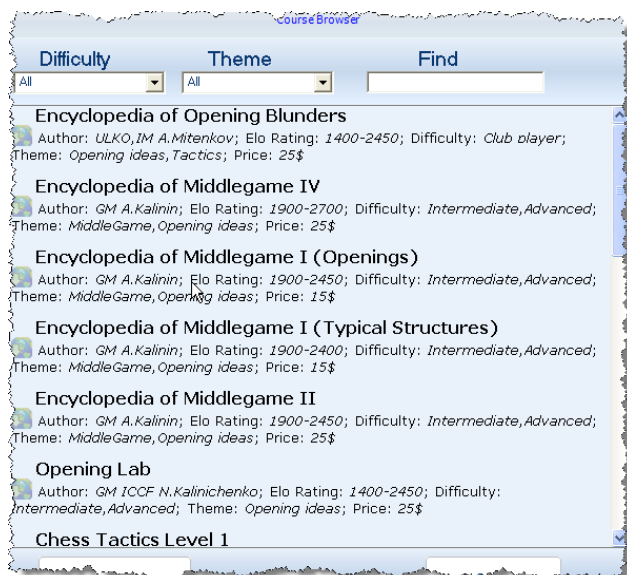 Course Browser
Difficulty Theme Find
All All
Encyclopedia of Opening Blunders
Author: ULKO,IM A.Mitenkov; Elo Rating: 1400-2450; Difficulty: Club player;
Theme: Opening ideas,Tactics; Price: 25$
Encyclopedia of Middlegame IV
Author: GM A.Kalinin; Elo Rating: 1900-2700; Difficulty: Intermediate,Advanced;
Theme: MiddleGame,Opening ideas; Price: 25$
Encyclopedia of Middlegame I (Openings)
Author: GM A.Kalinin; Elo Rating: 1900-2450; Difficulty: Intermediate,Advanced;
Theme: MiddleGame,Opening ideas; Price: 15$
Encyclopedia of Middlegame I (Typical Structures)
Author: GM A.Kalinin; Elo Rating: 1900-2400; Difficulty: Intermediate,Advanced;
Theme: MiddleGame,Opening ideas; Price: 15$
Encyclopedia of Middlegame II
Author: GM A.Kalinin; Elo Rating: 1900-2450; Difficulty: Intermediate,Advanced;
Theme: MiddleGame,Opening ideas; Price: 25$
Opening Lab
Author: GM ICCF N.Kalinichenko; Elo Rating: 1400-2450; Difficulty:
Intermediate,Advanced; Theme: Opening ideas; Price: 25$
Chess Tactics Level 1